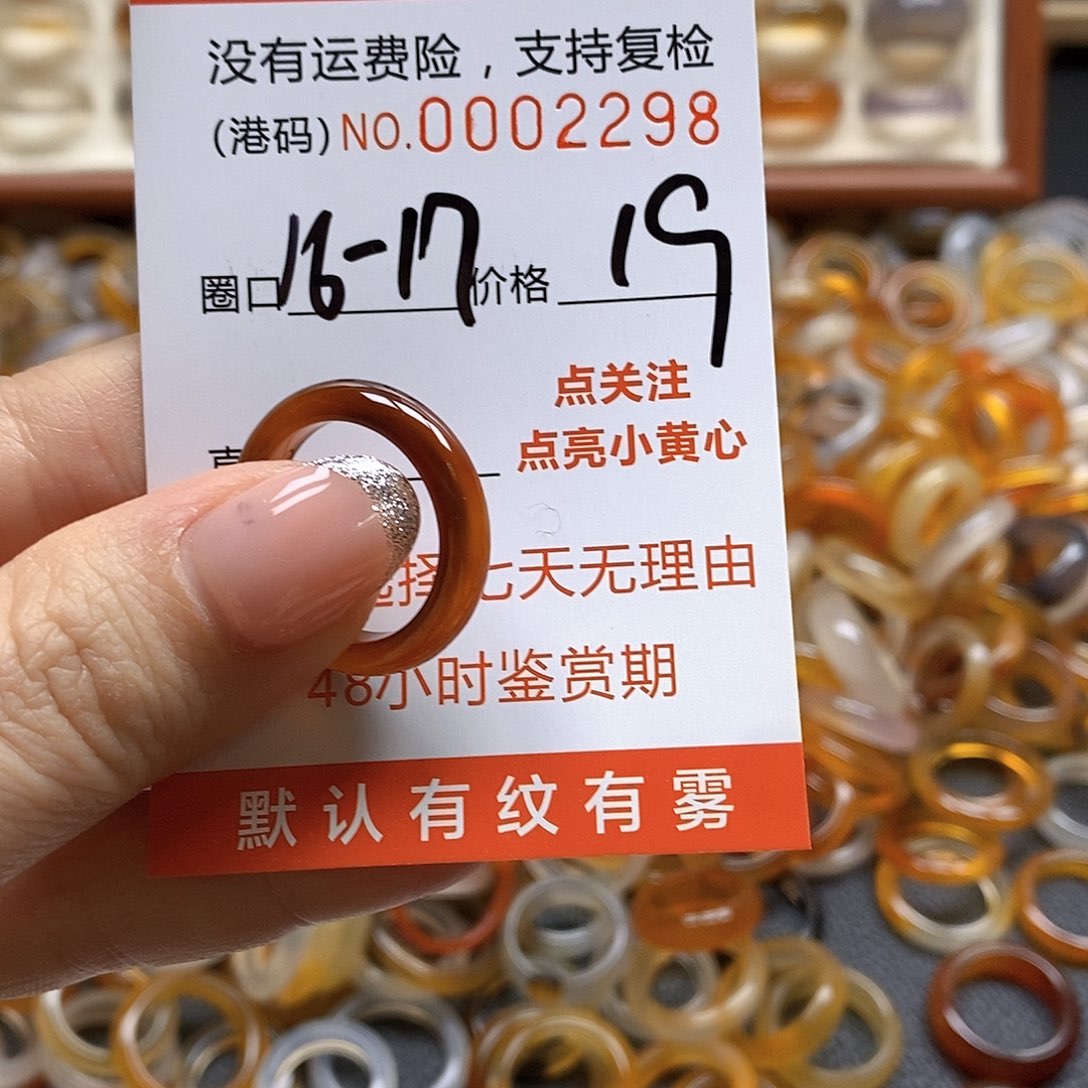 没有运费险，支持复检
(港码) NO.0002298
圈口 16-17 价格 19
点关注
点亮小黄心
择七天无理由
48小时鉴赏期
默认有纹有雾